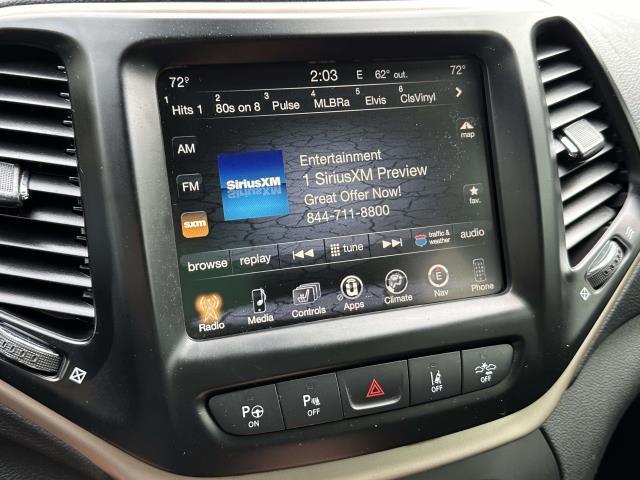 72° 2:03 E 62° out. 72°
1 Hits 1 2 80s on 8 3 Pulse 4 MLBRa 5 Elvis 6 ClsVinyl
map
AM
Entertainment
SiriusXM
1 SiriusXM Preview
FM
Great Offer Now!
fav.
844-711-8800
sxm
browse replay tune traffic & weather audio
Radio Media Controls Apps Climate E Nav Phone
P ON
P OFF
OFF
OFF